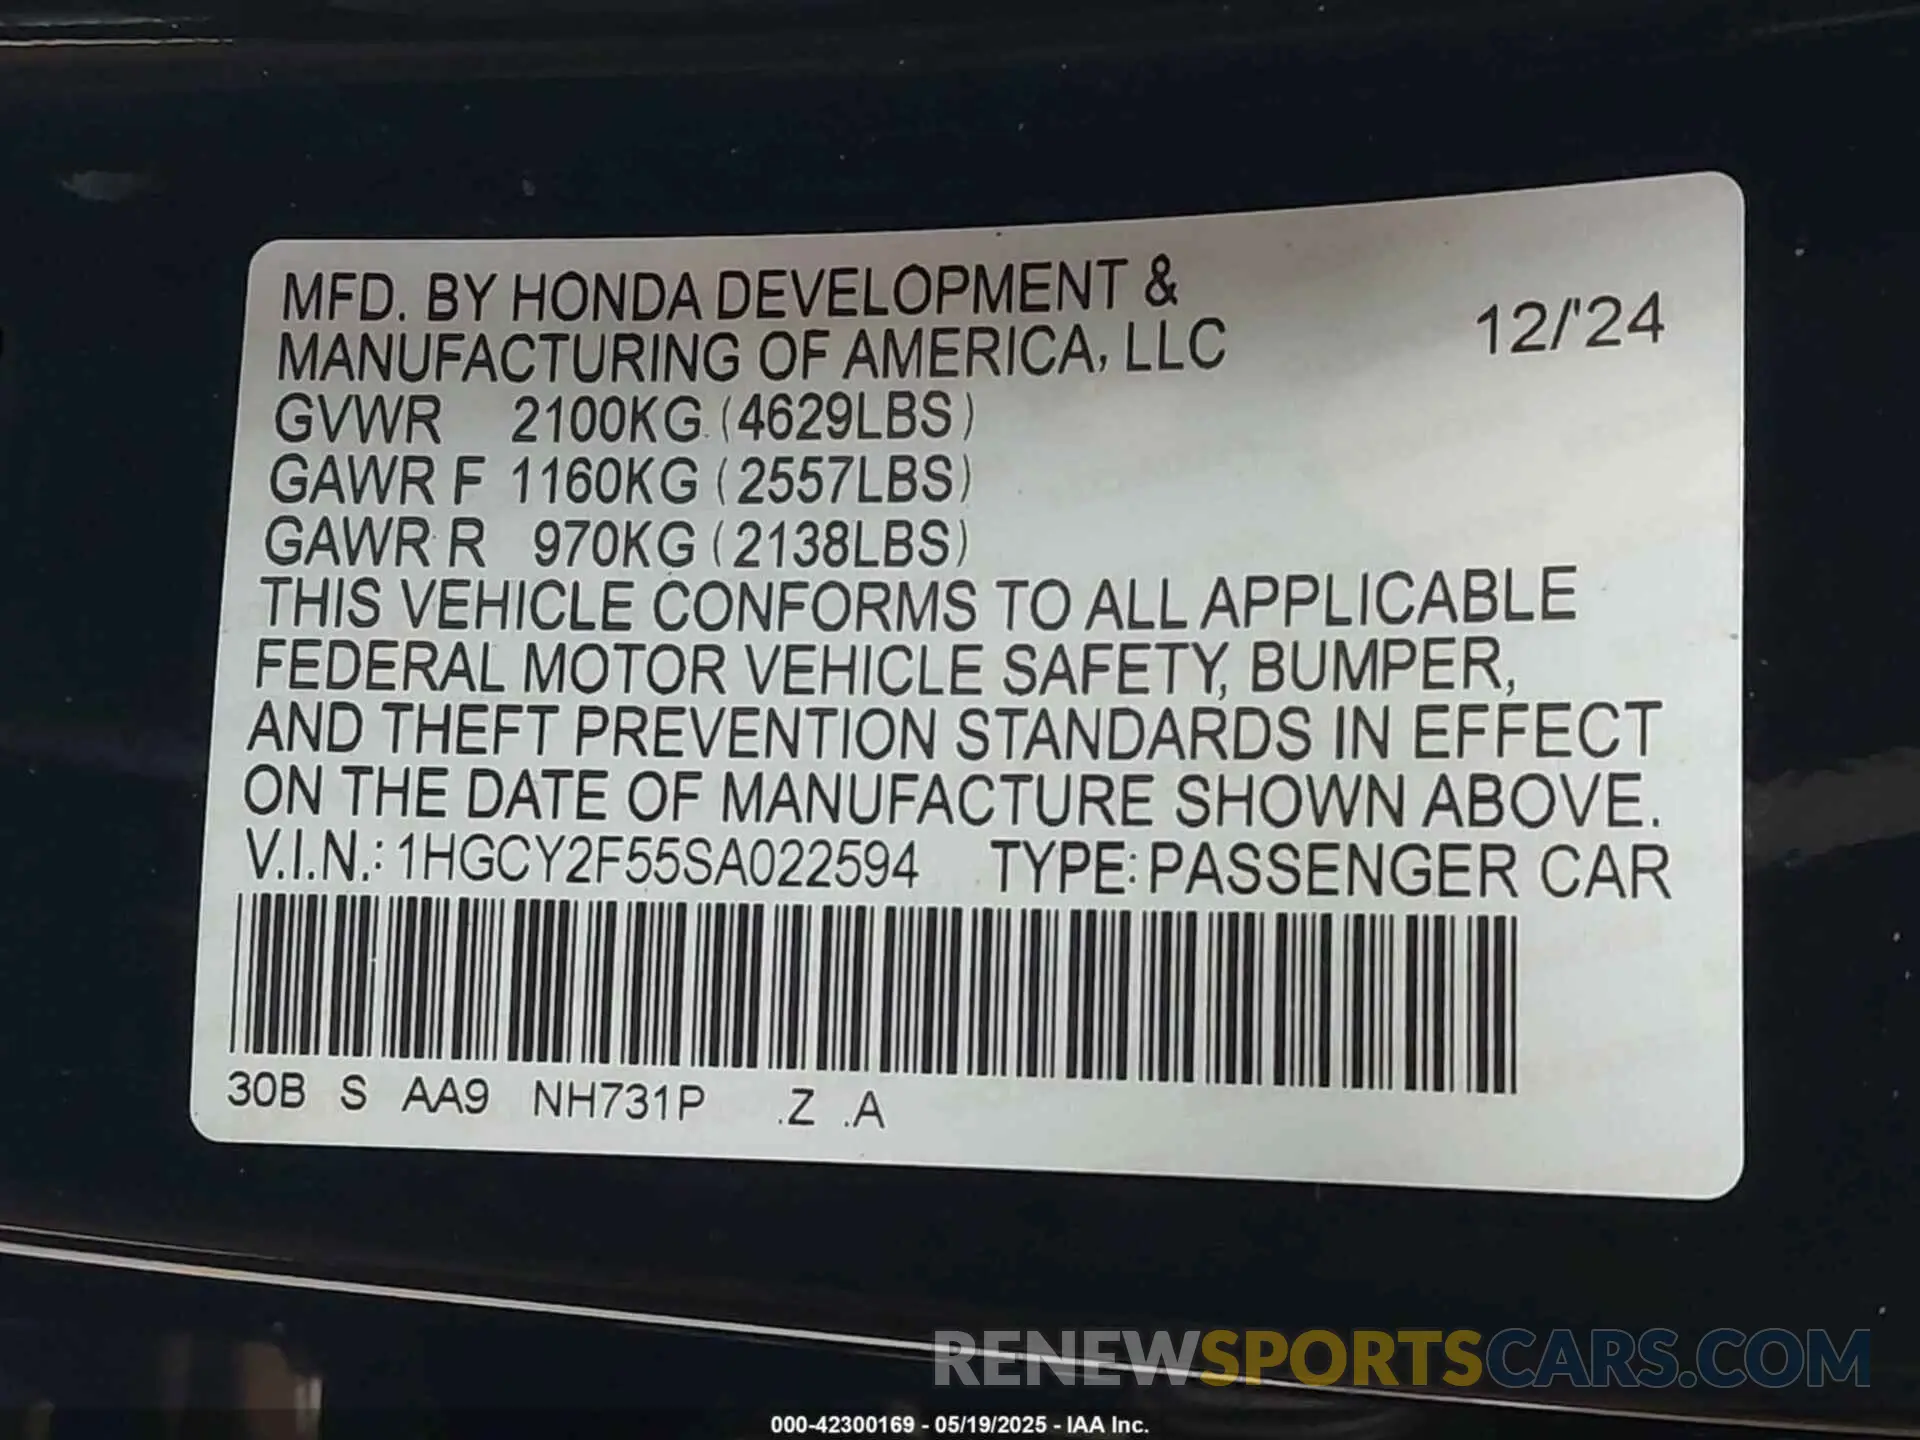 MFD. BY HONDA DEVELOPMENT &
MANUFACTURING OF AMERICA, LLC
12/'24
GVWR 2100KG (4629LBS)
GAWR F 1160KG (2557LBS)
GAWR R 970KG (2138LBS)
THIS VEHICLE CONFORMS TO ALL APPLICABLE
FEDERAL MOTOR VEHICLE SAFETY, BUMPER,
AND THEFT PREVENTION STANDARDS IN EFFECT
ON THE DATE OF MANUFACTURE SHOWN ABOVE.
V.I.N.: 1HGCY2F55SA022594 TYPE: PASSENGER CAR
30B S AA9 NH731P .Z .A
RENEWSPORTSCARS.COM
000-42300169 - 05/19/2025 - IAA Inc.